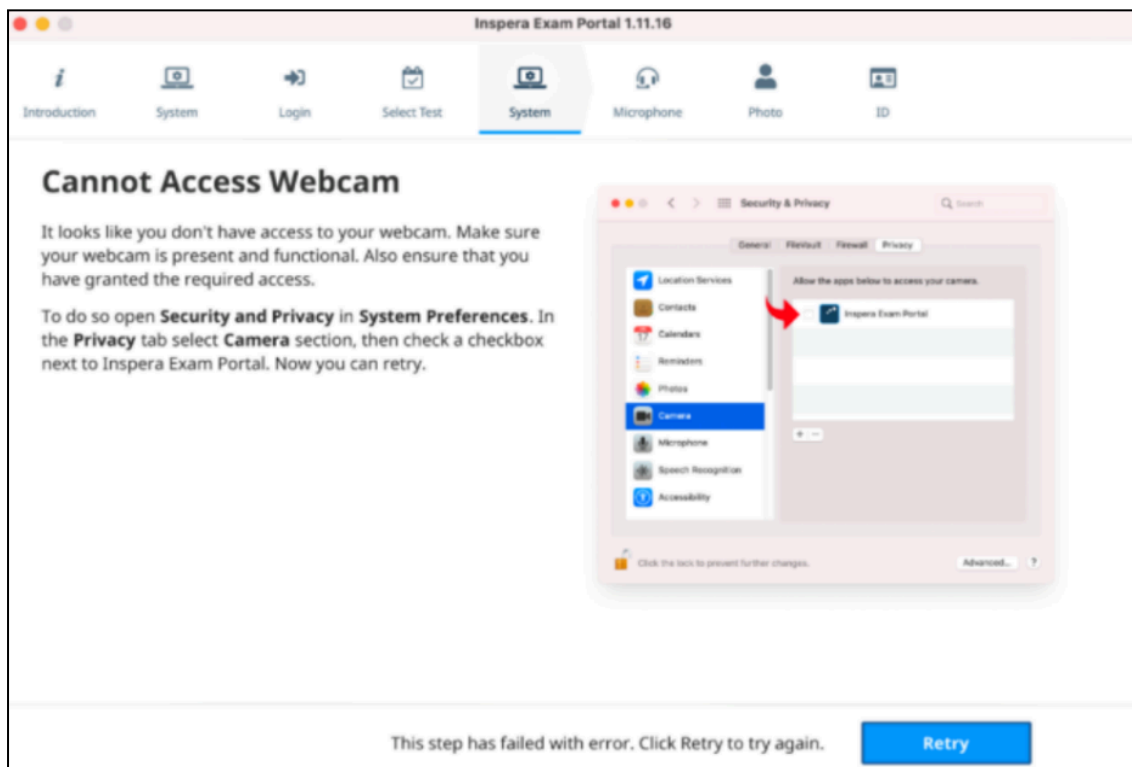 Inspera Exam Portal 1.11.16
i
Introduction
System
Login
Select Test
System
Microphone
Photo
ID
Cannot Access Webcam
It looks like you don't have access to your webcam. Make sure
your webcam is present and functional. Also ensure that you
have granted the required access.
To do so open Security and Privacy in System Preferences. In
the Privacy tab select Camera section, then check a checkbox
next to Inspera Exam Portal. Now you can retry.
Security & Privacy
Search
General FileVault Firewall Privacy
Location Services
Contacts
17
Calendars
Reminders
Photos
Camera
Microphone
Speech Recognition
Accessibility
Allow the apps below to access your camera.
Inspera Exam Portal
+ −
Click the lock to prevent further changes.
Advanced...
?
This step has failed with error. Click Retry to try again.
Retry